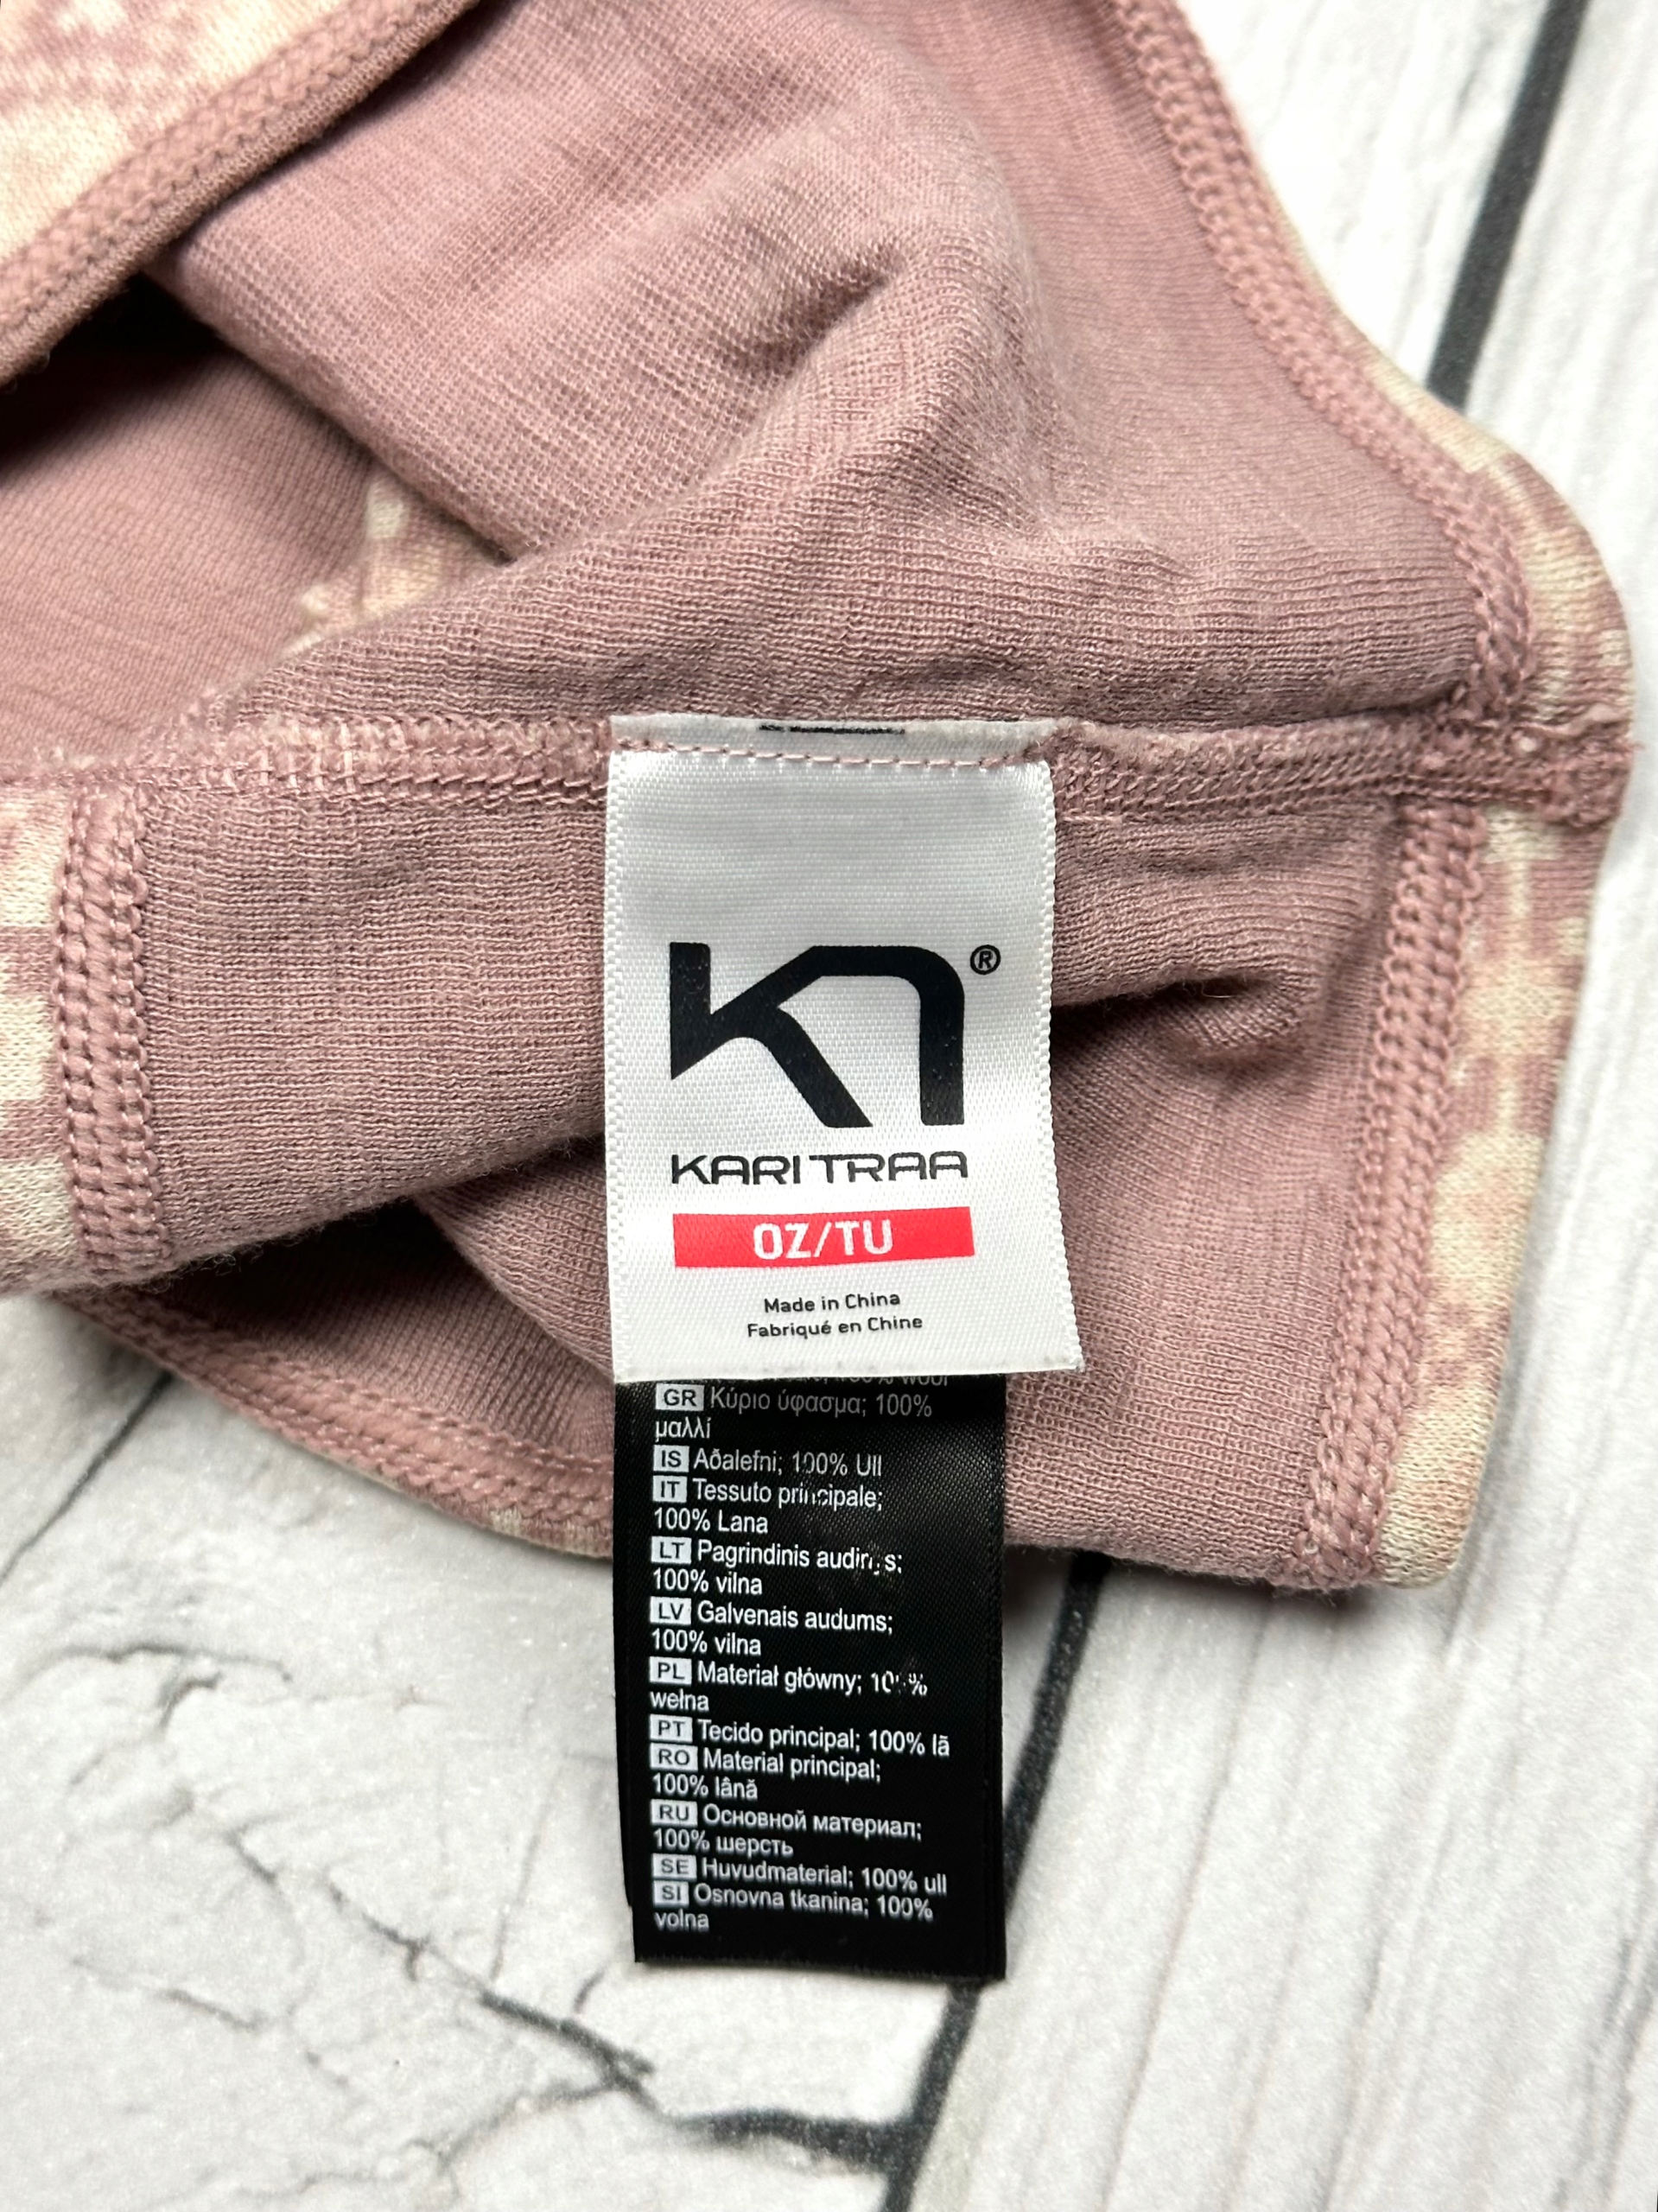 KARI TRAA
®
OZ/TU
Made in China
Fabriqué en Chine
GR Κύριο ύφασμα; 100%
μαλλί
IS Aðalefni; 100% Ull
IT Tessuto principale;
100% Lana
LT Pagrindinis
100% vilna
LV Galvenais audums;
100% vilna
PL Materiał główny; 100%
wełna
PT Tecido principal; 100% lã
RO Material principal;
100% lână
RU Основной материал;
100% шерсть
SE Huvudmaterial; 100% ull
SI Osnovna tkanina; 100%
volna